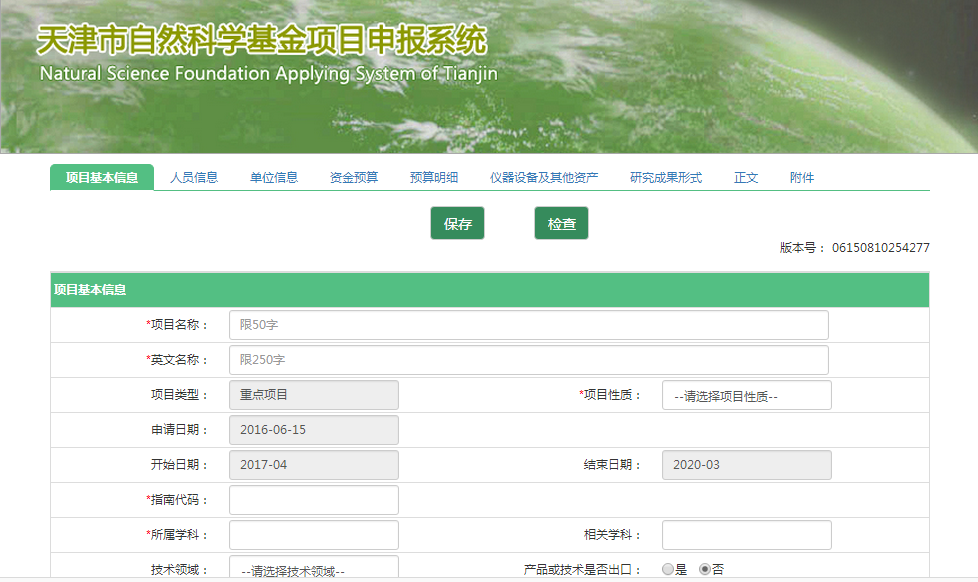 天津市自然科学基金项目申报系统
Natural Science Foundation Applying System of Tianjin
项目基本信息 人员信息 单位信息 资金预算 预算明细 仪器设备及其他资产 研究成果形式 正文 附件
保存 检查
版本号： 06150810254277
项目基本信息
*项目名称： 限50字
*英文名称： 限250字
项目类型： 重点项目 *项目性质： --请选择项目性质--
申请日期： 2016-06-15
开始日期： 2017-04 结束日期： 2020-03
*指南代码：
*所属学科： 相关学科：
技术领域： --请选择技术领域-- 产品或技术是否出口： 是 否